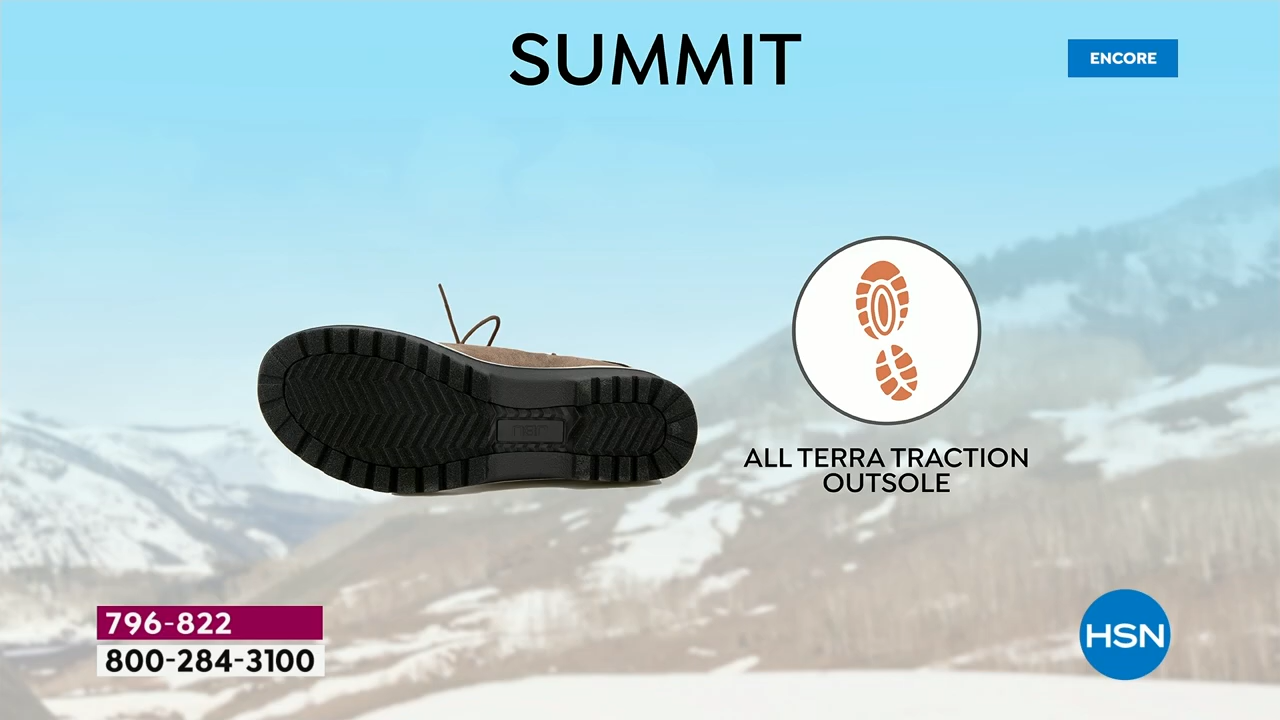 SUMMIT
ENCORE
ALL TERRA TRACTION
OUTSOLE
796-822
800-284-3100
HSN